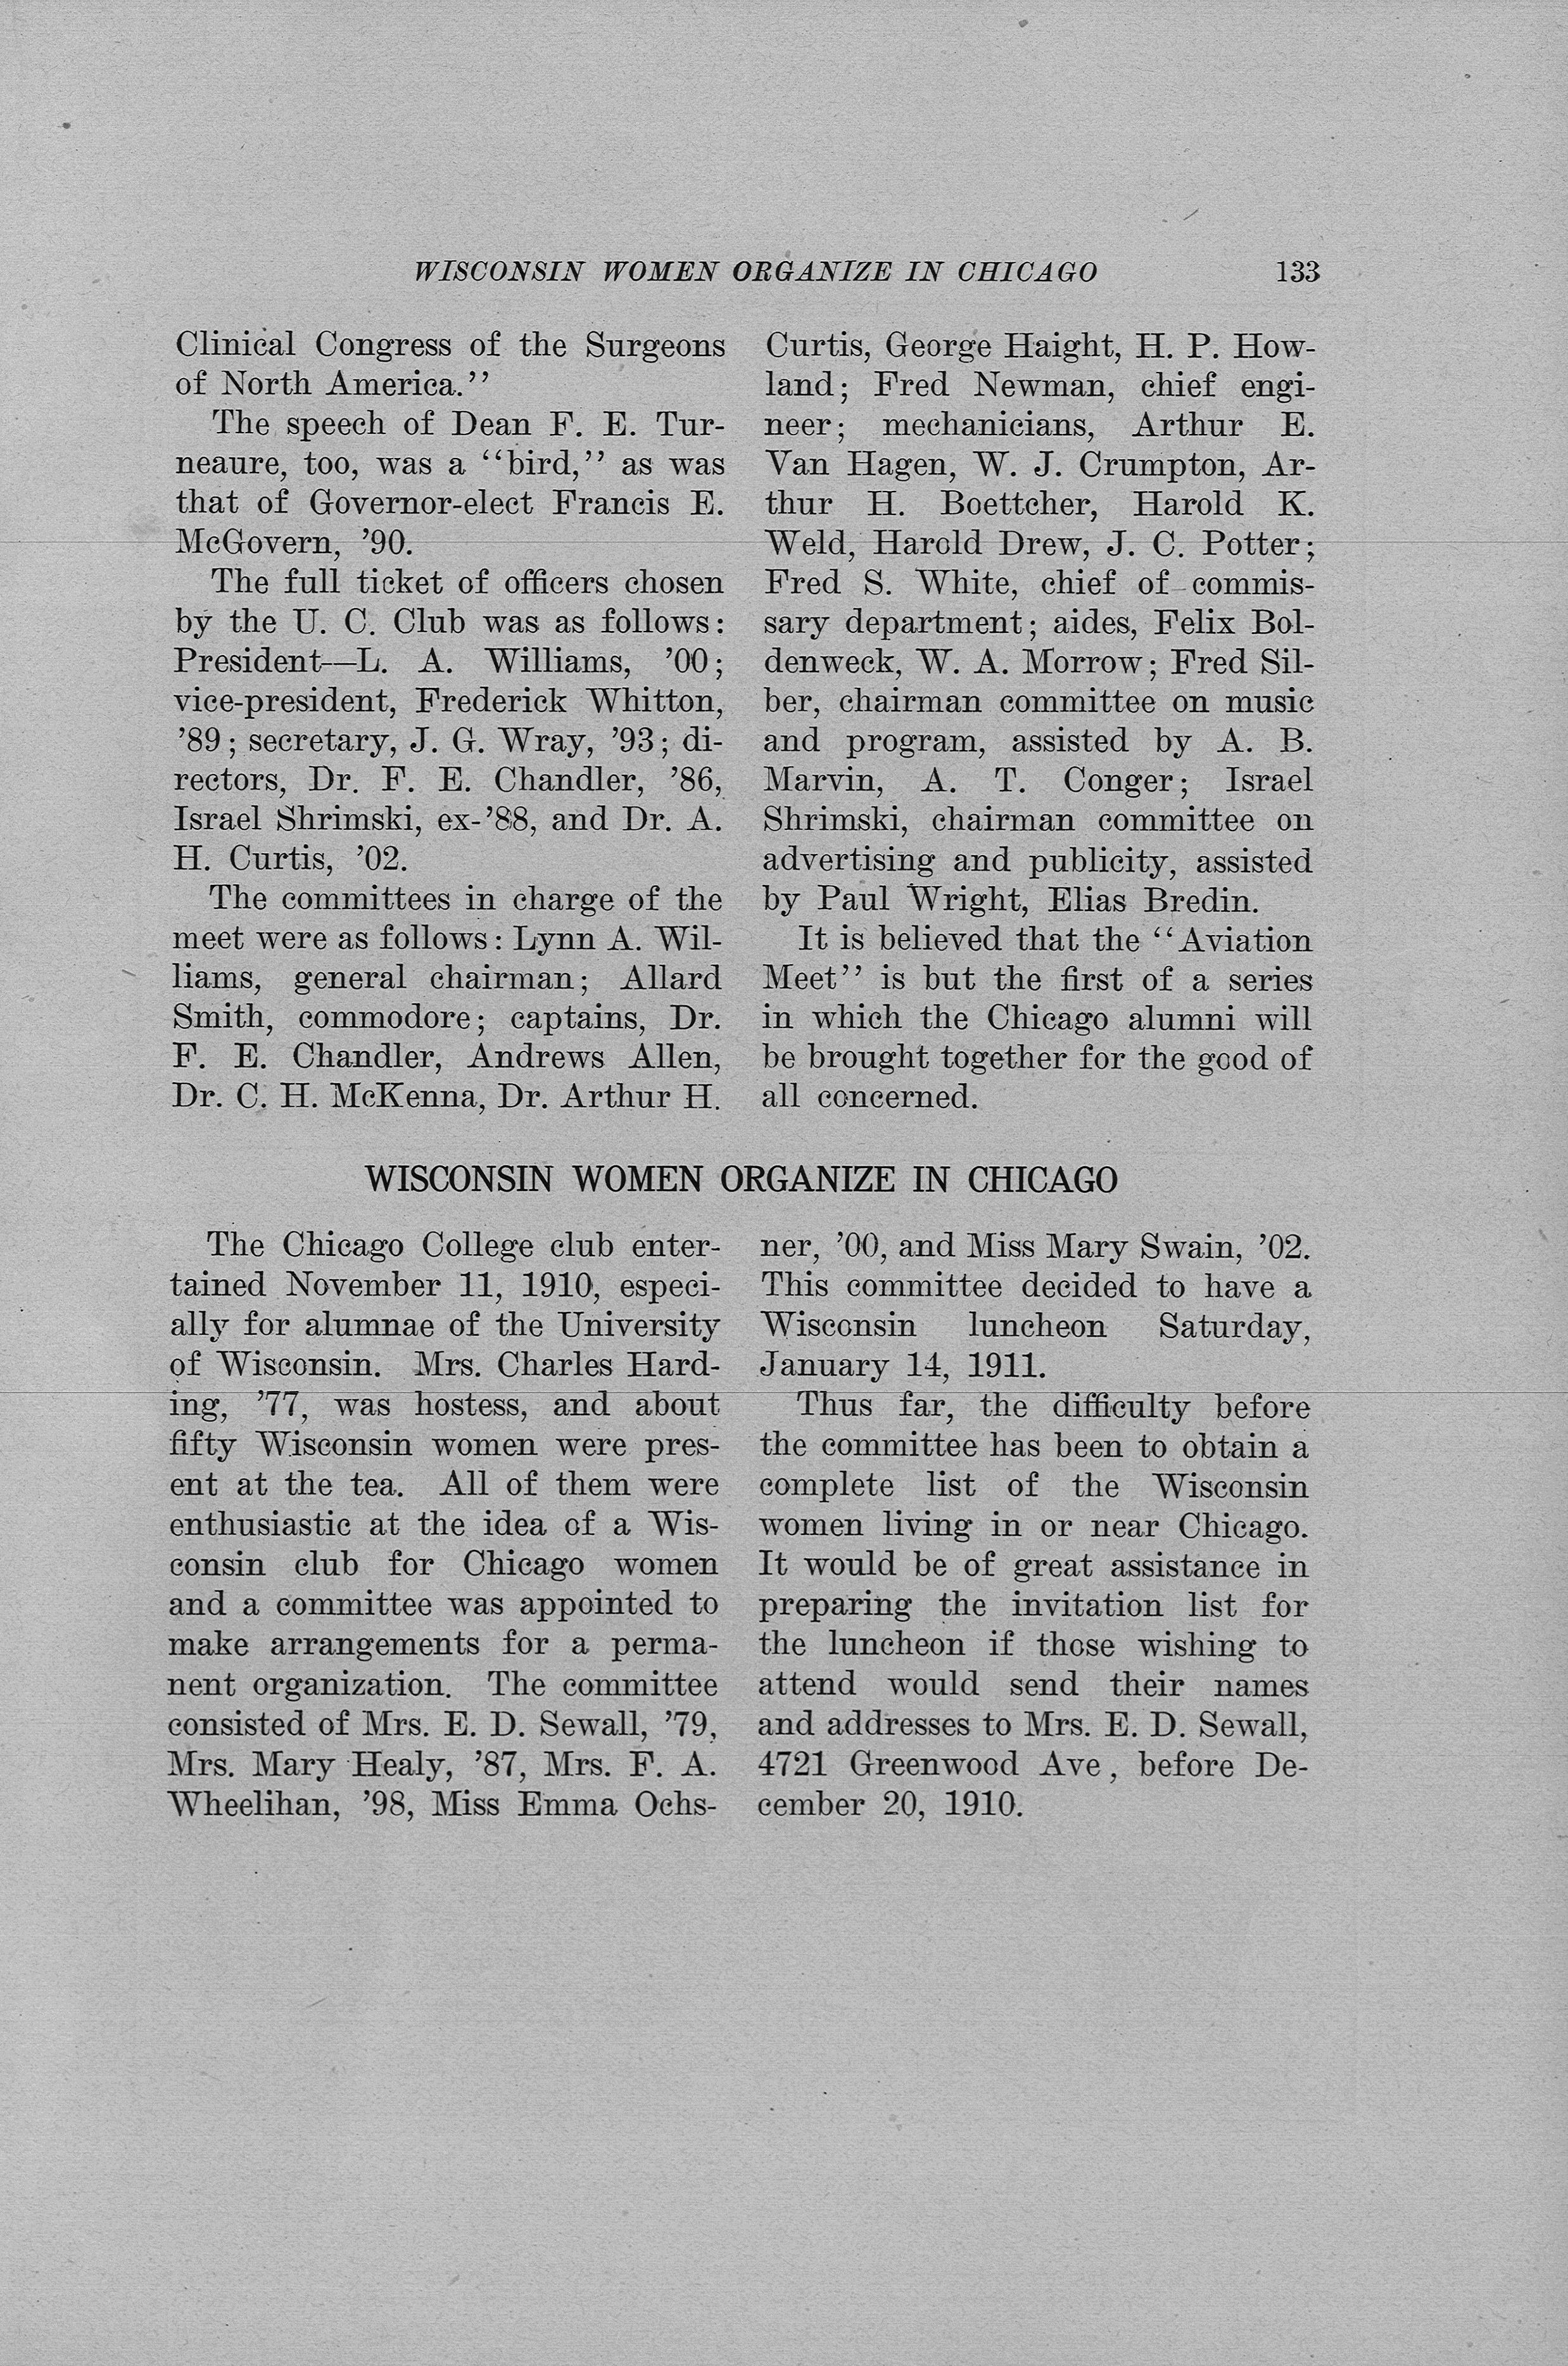 WISCONSIN WOMEN ORGANIZE IN CHICAGO 133
Clinical Congress of the Surgeons
of North America.’’
The speech of Dean F. E. Tur-
neaure, too, was a ‘‘bird,’’ as was
that of Governor-elect Francis E.
McGovern, ’90.
The full ticket of officers chosen
by the U. C. Club was as follows:
President—L. A. Williams, ’00;
vice-president, Frederick Whitton,
’89; secretary, J. G. Wray, ’93; di-
rectors, Dr. F. E. Chandler, ’86,
Israel Shrimski, ex-’88, and Dr. A.
H. Curtis, ’02.
The committees in charge of the
meet were as follows: Lynn A. Wil-
liams, general chairman; Allard
Smith, commodore; captains, Dr.
F. E. Chandler, Andrews Allen,
Dr. C. H. McKenna, Dr. Arthur H.
Curtis, George Haight, H. P. How-
land; Fred Newman, chief engi-
neer; mechanicians, Arthur E.
Van Hagen, W. J. Crumpton, Ar-
thur H. Boettcher, Harold K.
Weld, Harold Drew, J. C. Potter;
Fred S. White, chief of commis-
sary department; aides, Felix Bol-
denweck, W. A. Morrow; Fred Sil-
ber, chairman committee on music
and program, assisted by A. B.
Marvin, A. T. Conger; Israel
Shrimski, chairman committee on
advertising and publicity, assisted
by Paul Wright, Elias Bredin.
It is believed that the ‘‘Aviation
Meet’’ is but the first of a series
in which the Chicago alumni will
be brought together for the good of
all concerned.
WISCONSIN WOMEN ORGANIZE IN CHICAGO
The Chicago College club enter-
tained November 11, 1910, especi-
ally for alumnae of the University
of Wisconsin. Mrs. Charles Hard-
ing, ’77, was hostess, and about
fifty Wisconsin women were pres-
ent at the tea. All of them were
enthusiastic at the idea of a Wis-
consin club for Chicago women
and a committee was appointed to
make arrangements for a perma-
nent organization. The committee
consisted of Mrs. E. D. Sewall, ’79,
Mrs. Mary Healy, ’87, Mrs. F. A.
Wheelihan, ’98, Miss Emma Ochs-
ner, ’00, and Miss Mary Swain, ’02.
This committee decided to have a
Wisconsin luncheon Saturday,
January 14, 1911.
Thus far, the difficulty before
the committee has been to obtain a
complete list of the Wisconsin
women living in or near Chicago.
It would be of great assistance in
preparing the invitation list for
the luncheon if those wishing to
attend would send their names
and addresses to Mrs. E. D. Sewall,
4721 Greenwood Ave, before De-
cember 20, 1910.